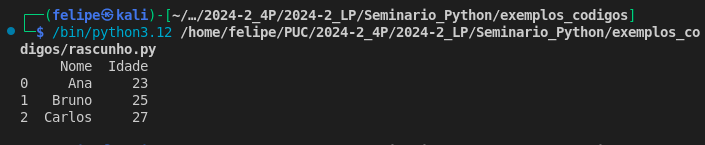 ┌──(felipe㉿kali)-[~/…/2024-2_4P/2024-2_LP/Seminario_Python/exemplos_codigos]
└─$ /bin/python3.12 /home/felipe/PUC/2024-2_4P/2024-2_LP/Seminario_Python/exemplos_co
digos/rascunho.py
     Nome  Idade
0     Ana     23
1   Bruno     25
2  Carlos     27